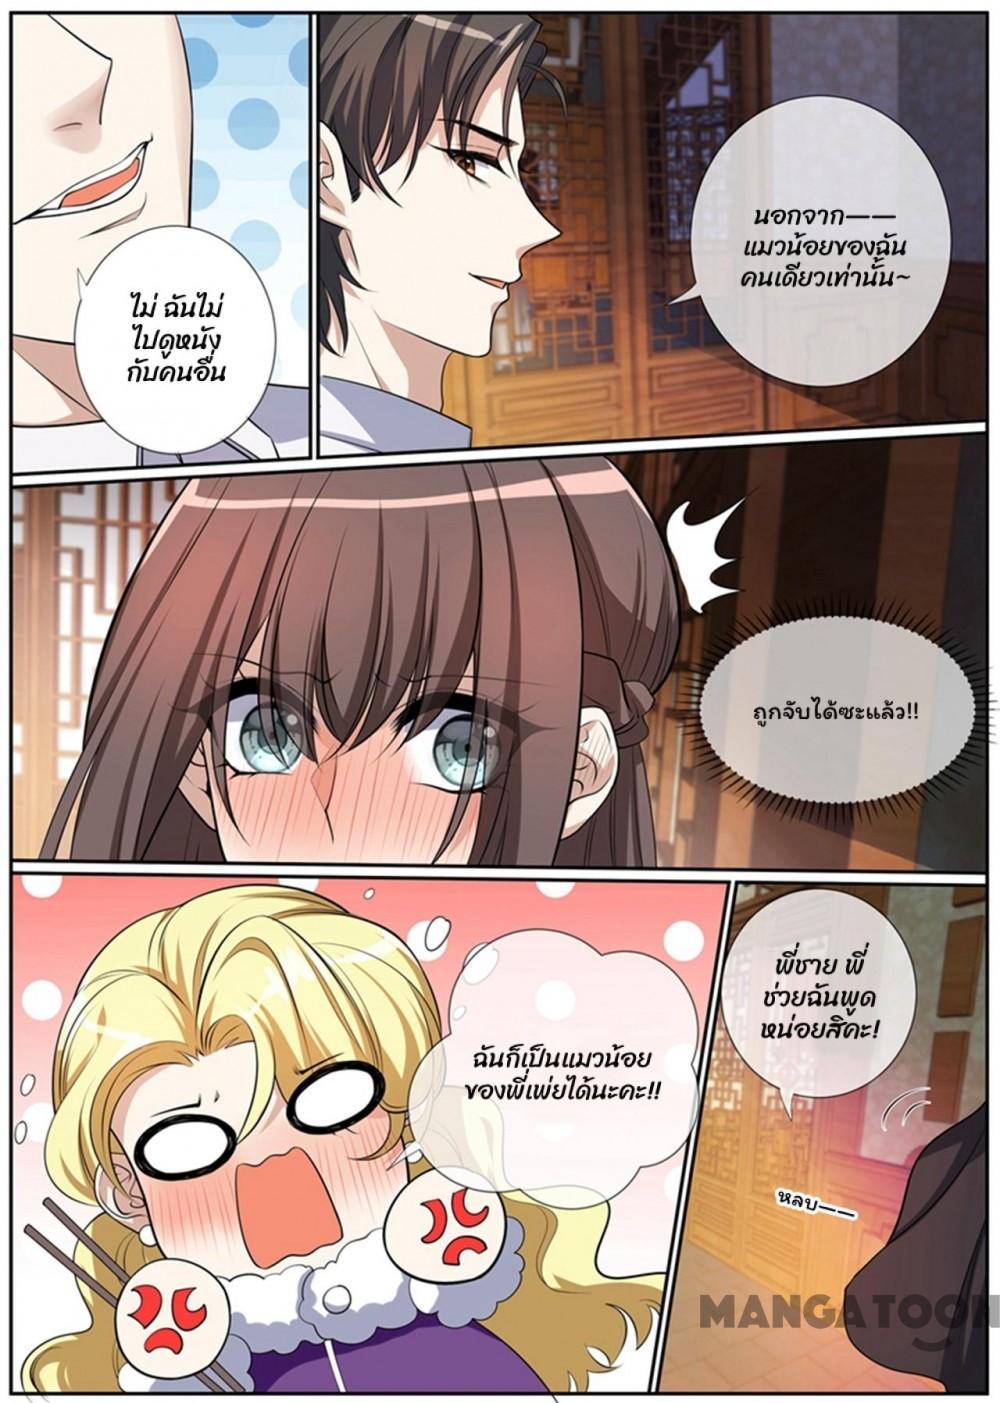 ไม่ ฉันไม่
ไปดูหนัง
กับคนอื่น
นอกจาก——
แมวน้อยของฉัน
คนเดียวเท่านั้น~
ถูกจับได้ซะแล้ว!!
ฉันก็เป็นแมวน้อย
ของพี่เพ่ยได้นะคะ!!
พี่ชาย พี่
ช่วยฉันพูด
หน่อยสิคะ!
หลบ——
MANGATOON